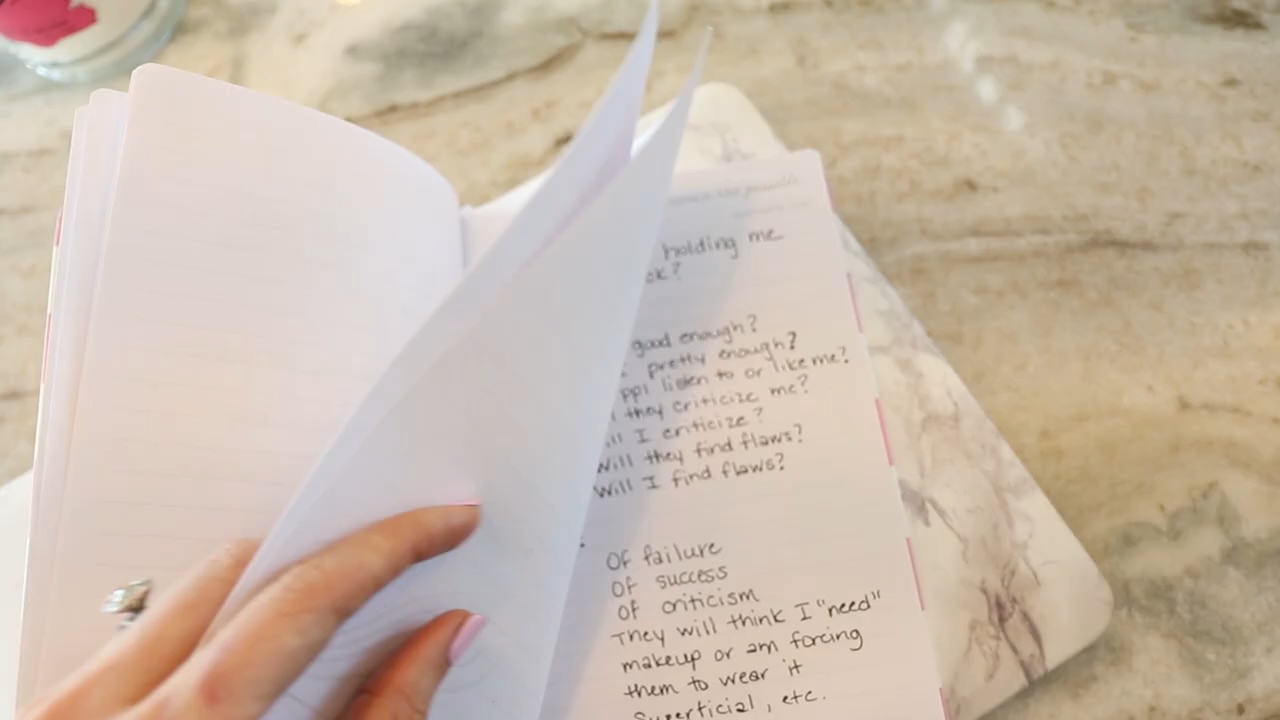 holding me
ck?
good enough?
pretty enough?
ppl listen to or like me?
they criticize me?
ill I criticize?
Will they find flaws?
Will I find flaws?
Of failure
Of success
Of criticism
They will think I "need"
makeup or am forcing
them to wear it
Superficial, etc.